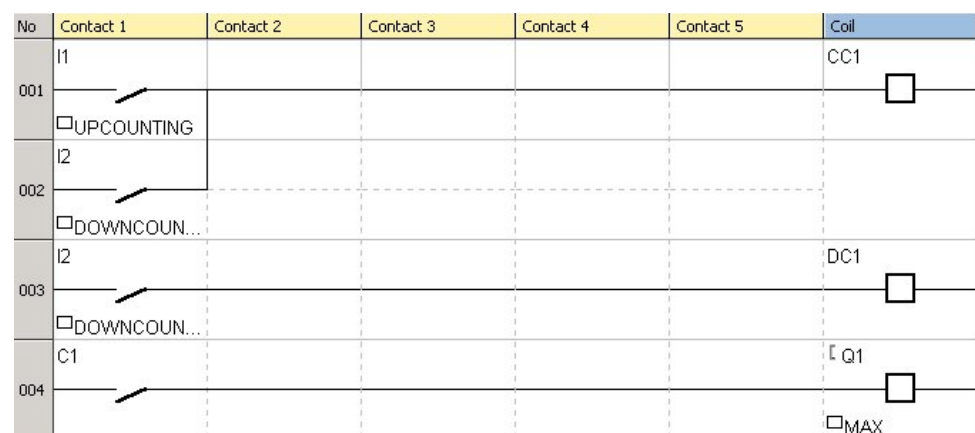 No Contact 1 Contact 2 Contact 3 Contact 4 Contact 5 Coil
I1 CC1
001
UPCOUNTING
I2
002
DOWNCOUN...
I2 DC1
003
DOWNCOUN...
C1 [ Q1
004
MAX